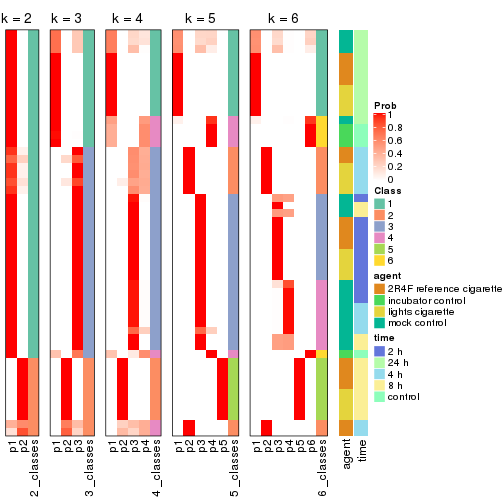 k = 2 k = 3 k = 4 k = 5 k = 6
Prob
1
0.8
0.6
0.4
0.2
0
Class
1
2
3
4
5
6
agent
2R4F reference cigarette
incubator control
lights cigarette
mock control
time
2 h
24 h
4 h
8 h
control
p1 p2 2_classes p1 p2 p3 3_classes p1 p2 p3 p4 4_classes p1 p2 p3 p4 p5 5_classes p1 p2 p3 p4 p5 p6 6_classes agent time